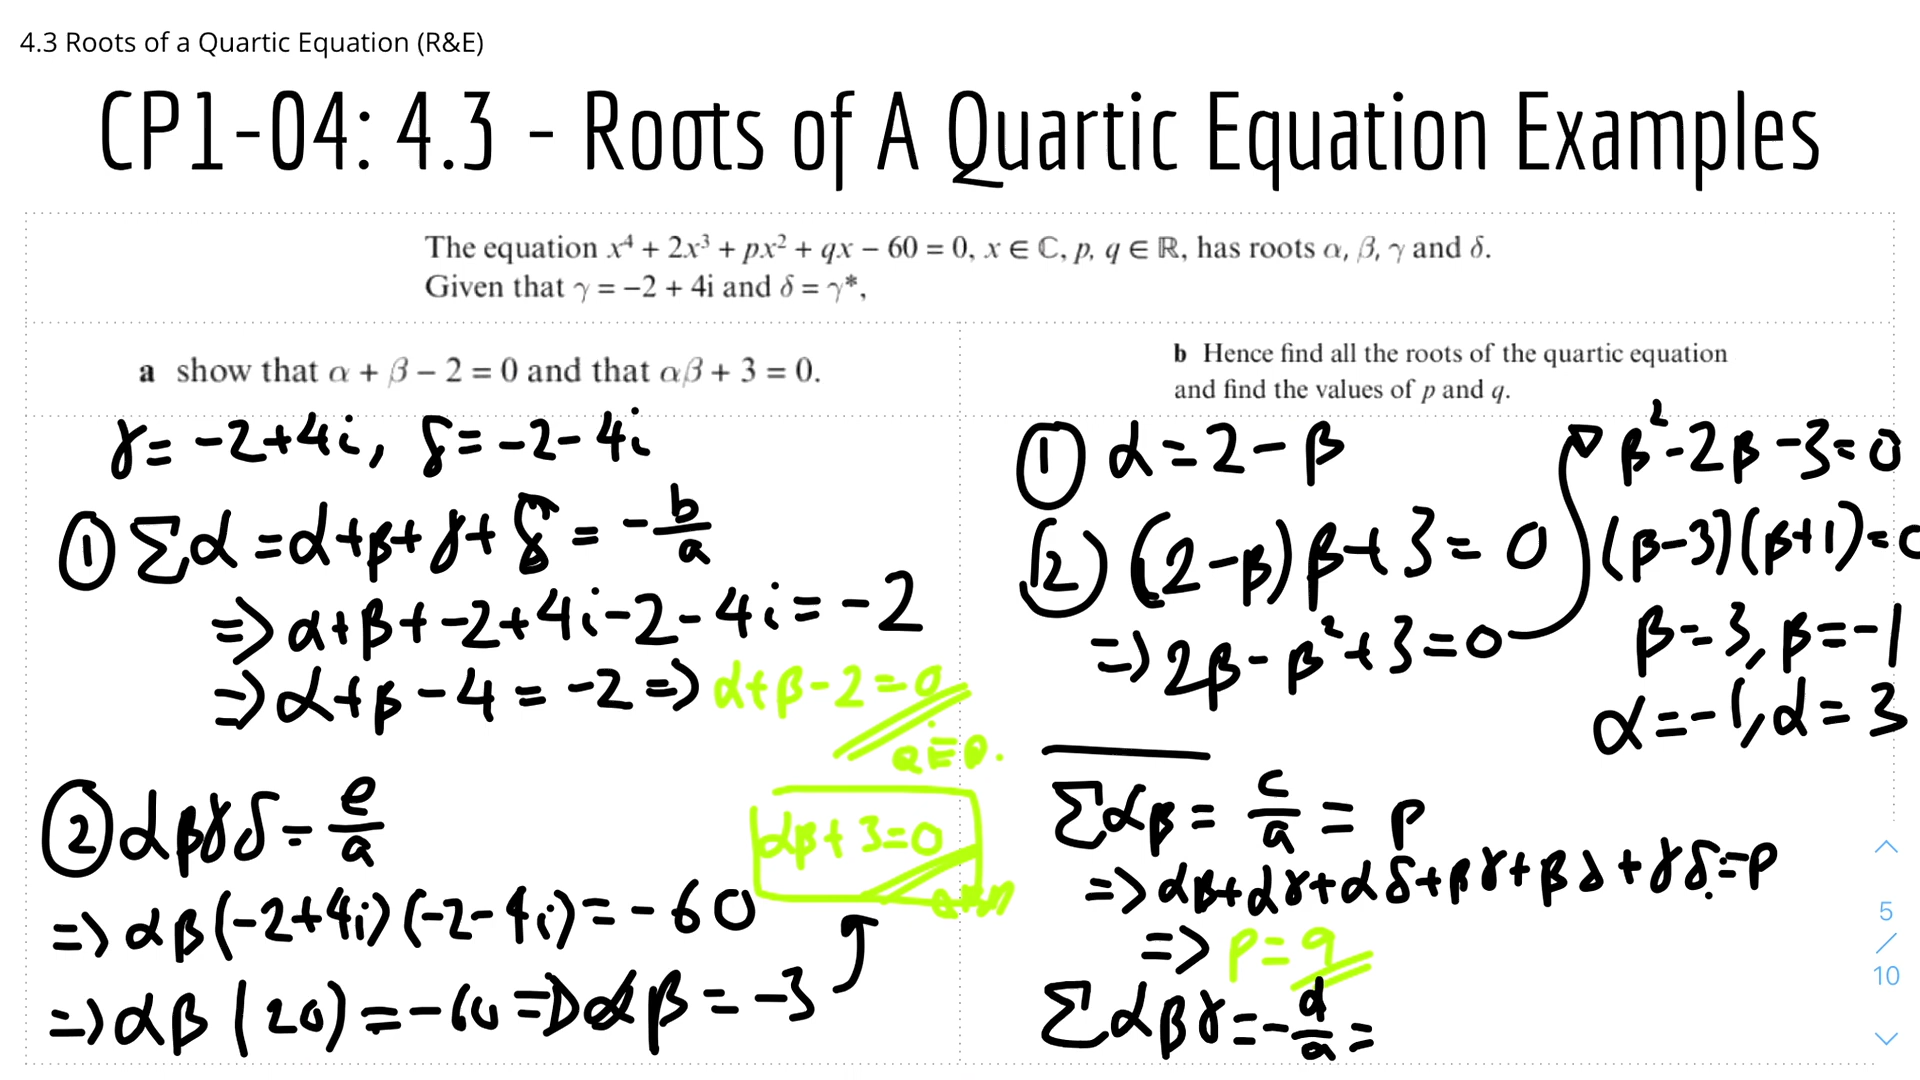 4.3 Roots of a Quartic Equation (R&E)
CP1-04: 4.3 - Roots of A Quartic Equation Examples
The equation x⁴ + 2x³ + px² + qx − 60 = 0, x ∈ ℂ, p, q ∈ ℝ, has roots α, β, γ and δ.
Given that γ = −2 + 4i and δ = γ*,
a show that α + β − 2 = 0 and that αβ + 3 = 0.
γ = -2+4i, δ = -2-4i
① Σα = α+β+γ+δ = -b/a
=> α+β+-2+4i-2-4i = -2
=> α+β-4 = -2 => α+β-2=0
Q.E.D.
② αβγδ = e/a
=> αβ(-2+4i)(-2-4i) = -60
=> αβ(20) = -60 => αβ = -3
αβ+3=0
b Hence find all the roots of the quartic equation
and find the values of p and q.
① α = 2-β
② (2-β)β+3 = 0
=> 2β-β²+3=0
β²-2β-3=0
(β-3)(β+1)=0
β=3, β=-1
α=-1, α=3
Σαβ = c/a = p
=> αβ+αγ+αδ+βγ+βδ+γδ=p
=> p=9
Σαβγ = -d/a =
5
/
10